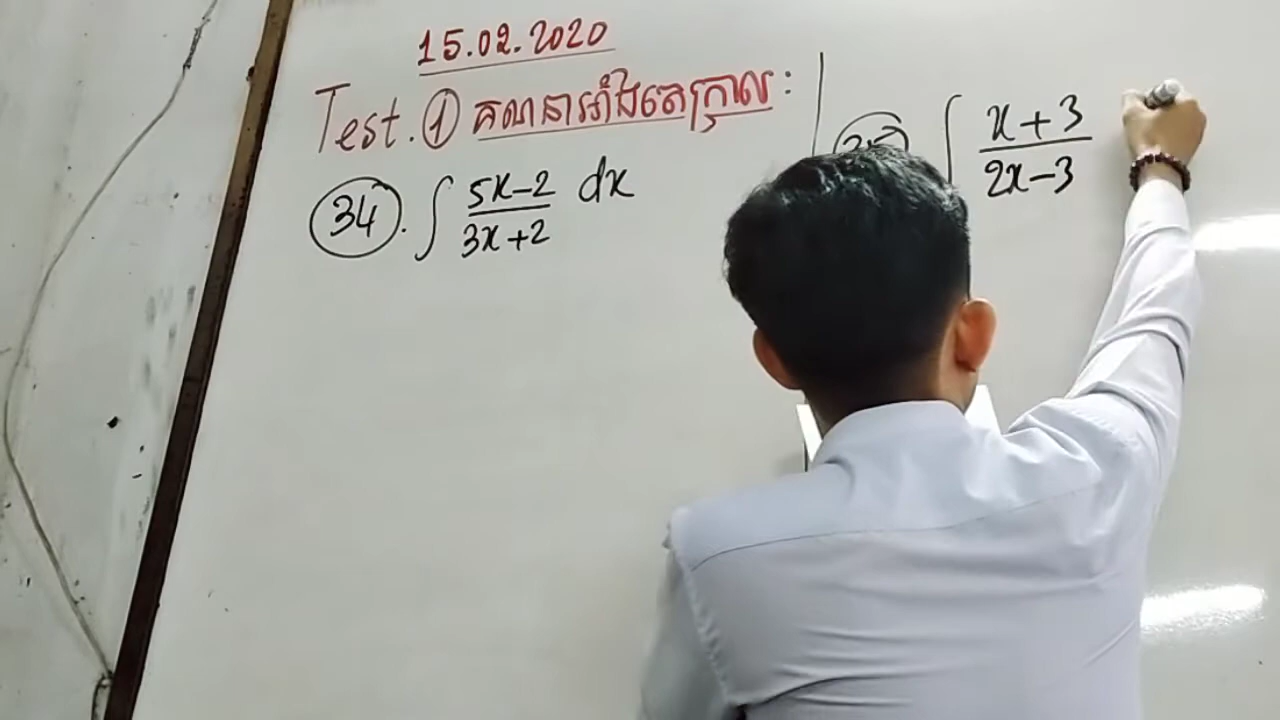 15.02.2020
Test.① គណនាអាំងតេក្រាល:
34. ∫ (5x-2)/(3x+2) dx
∫ (x+3)/(2x-3)